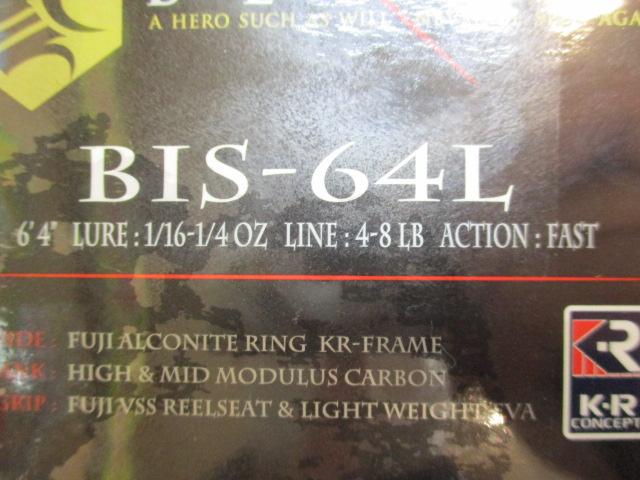 A HERO SUCH AS WILL
BIS-64L
6'4" LURE : 1/16-1/4 OZ LINE : 4-8 LB ACTION : FAST
FUJI ALCONITE RING KR-FRAME
HIGH & MID MODULUS CARBON
GRIP : FUJI VSS REELSEAT & LIGHT WEIGHT EVA
K-R
K-R
CONCEPT